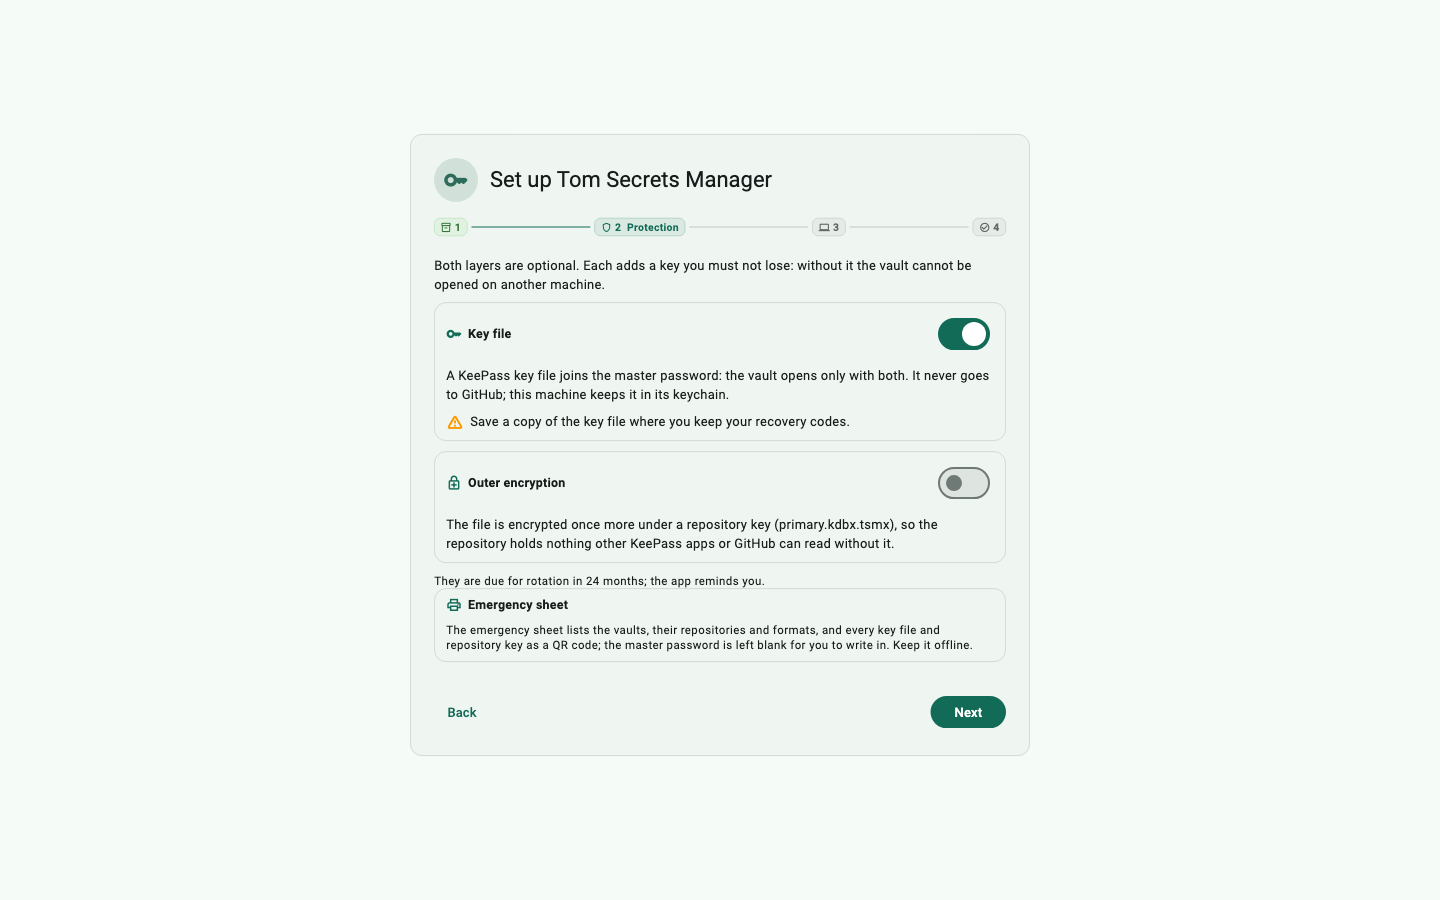 Set up Tom Secrets Manager
1
2 Protection
3
4
Both layers are optional. Each adds a key you must not lose: without it the vault cannot be
opened on another machine.
Key file
A KeePass key file joins the master password: the vault opens only with both. It never goes
to GitHub; this machine keeps it in its keychain.
Save a copy of the key file where you keep your recovery codes.
Outer encryption
The file is encrypted once more under a repository key (primary.kdbx.tsmx), so the
repository holds nothing other KeePass apps or GitHub can read without it.
They are due for rotation in 24 months; the app reminds you.
Emergency sheet
The emergency sheet lists the vaults, their repositories and formats, and every key file and
repository key as a QR code; the master password is left blank for you to write in. Keep it offline.
Back
Next